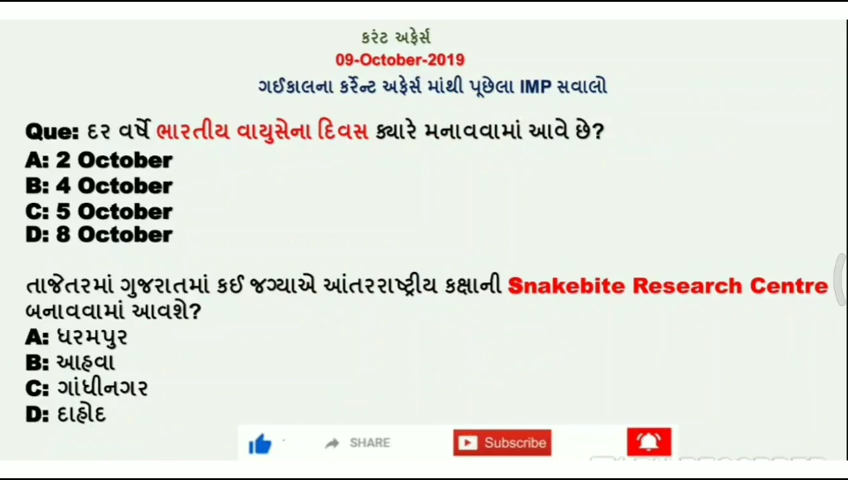 કરંટ અફેર્સ
09-October-2019
ગઈકાલના કર્રેન્ટ અફેર્સ માંથી પૂછેલા IMP સવાલો
Que: દર વર્ષે ભારતીય વાયુસેના દિવસ ક્યારે મનાવવામાં આવે છે?
A: 2 October
B: 4 October
C: 5 October
D: 8 October
તાજેતરમાં ગુજરાતમાં કઈ જગ્યાએ આંતરરાષ્ટ્રીય કક્ષાની Snakebite Research Centre
બનાવવામાં આવશે?
A: ધરમપુર
B: આહવા
C: ગાંધીનગર
D: દાહોદ
SHARE Subscribe